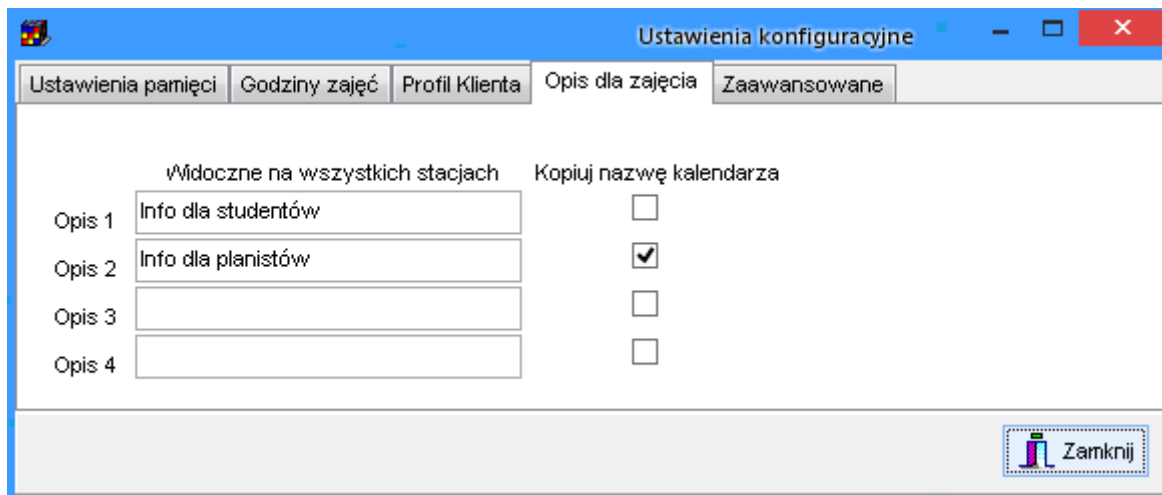 Ustawienia konfiguracyjne
Ustawienia pamięci Godziny zajęć Profil Klienta Opis dla zajęcia Zaawansowane
Widoczne na wszystkich stacjach Kopiuj nazwę kalendarza
Opis 1 Info dla studentów
Opis 2 Info dla planistów
Opis 3
Opis 4
Zamknij